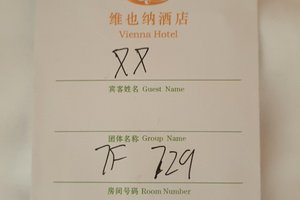 维也纳酒店
Vienna Hotel
XX
宾客姓名 Guest Name
团体名称 Group Name
7F 729
房间号码 Room Number